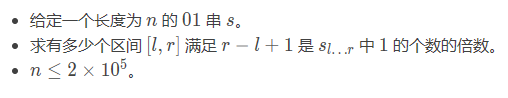 • 给定一个长度为 n 的 01 串 s。
• 求有多少个区间 [l, r] 满足 r − l + 1 是 s_{l…r} 中 1 的个数的倍数。
• n ≤ 2 × 10^5。